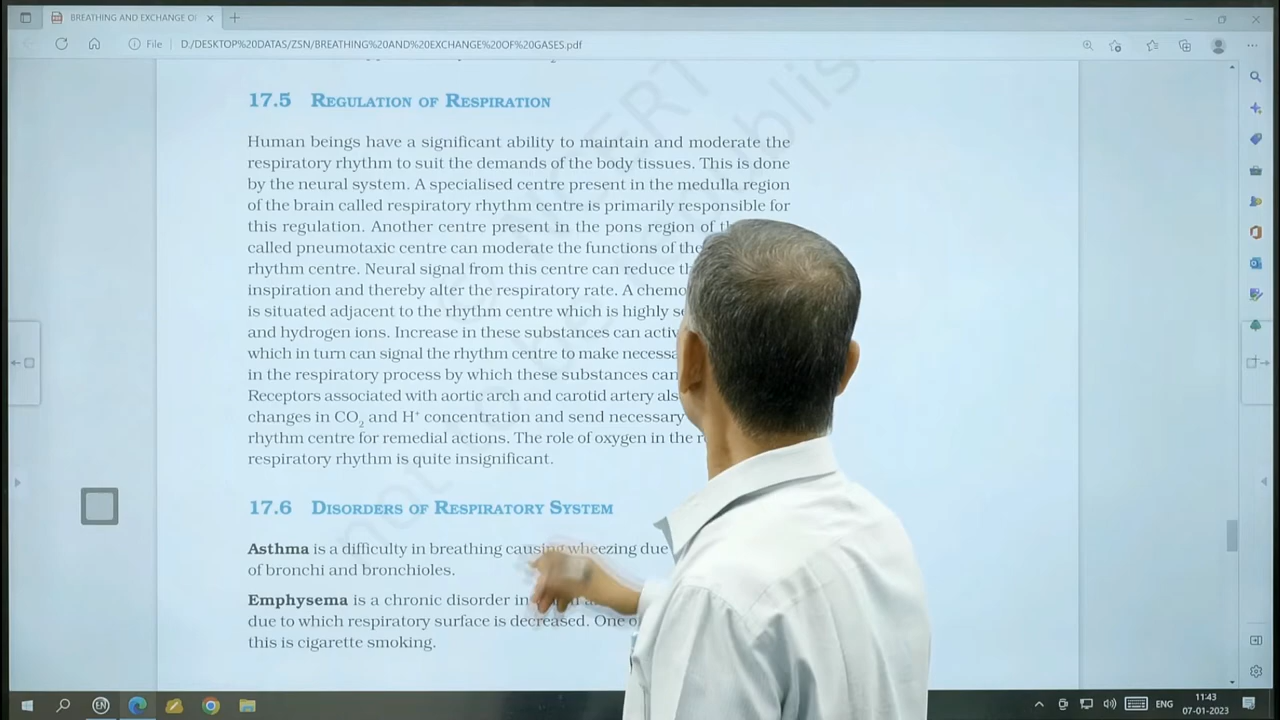 BREATHING AND EXCHANGE O
File
D:/DESKTOP%20DATAS/ZSN/BREATHING%20AND%20EXCHANGE%20OF%20GASES.pdf
17.5 REGULATION OF RESPIRATION
Human beings have a significant ability to maintain and moderate the
respiratory rhythm to suit the demands of the body tissues. This is done
by the neural system. A specialised centre present in the medulla region
of the brain called respiratory rhythm centre is primarily responsible for
this regulation. Another centre present in the pons region of
called pneumotaxic centre can moderate the functions of the
rhythm centre. Neural signal from this centre can reduce
inspiration and thereby alter the respiratory rate. A chemo
is situated adjacent to the rhythm centre which is highly
and hydrogen ions. Increase in these substances can
which in turn can signal the rhythm centre to make
in the respiratory process by which these substances can
Receptors associated with aortic arch and carotid artery
changes in CO₂ and H⁺ concentration and send necessary
rhythm centre for remedial actions. The role of oxygen in the
respiratory rhythm is quite insignificant.
17.6 DISORDERS OF RESPIRATORY SYSTEM
Asthma is a difficulty in breathing causing wheezing due
of bronchi and bronchioles.
Emphysema is a chronic disorder in
due to which respiratory surface is decreased. One
this is cigarette smoking.
ENG
11:43
07-01-2023